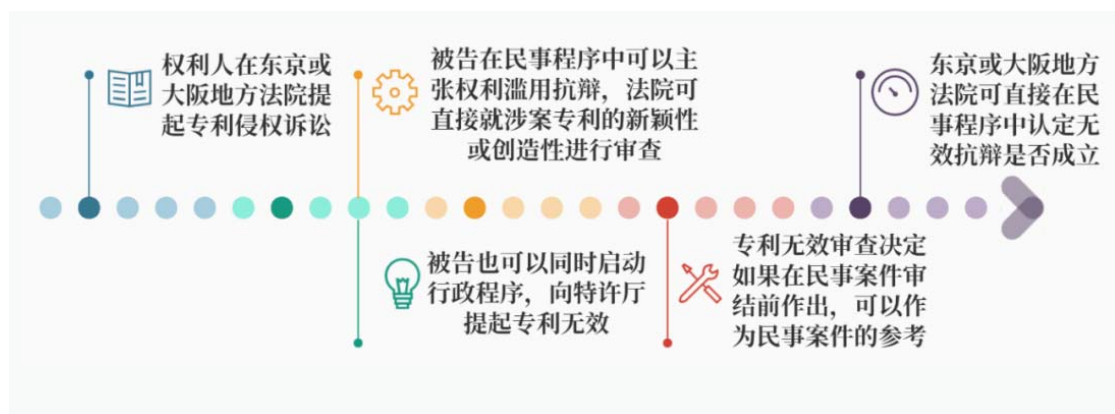 权利人在东京或
大阪地方法院提
起专利侵权诉讼
被告在民事程序中可以主
张权利滥用抗辩，法院可
直接就涉案专利的新颖性
或创造性进行审查
被告也可以同时启动
行政程序，向特许厅
提起专利无效
专利无效审查决定
如果在民事案件审
结前作出，可以作
为民事案件的参考
东京或大阪地方
法院可直接在民
事程序中认定无
效抗辩是否成立